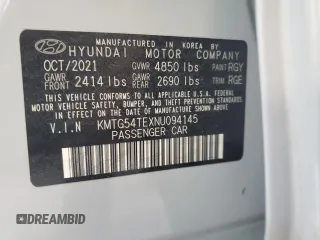 MANUFACTURED IN KOREA BY
HYUNDAI MOTOR COMPANY
OCT/2021 GVWR 4850 lbs PAINT RGY
GAWR FRONT 2414 lbs GAWR REAR 2690 lbs TRIM RGE
THIS VEHICLE CONFORMS TO ALL APPLICABLE FEDERAL MOTOR VEHICLE SAFETY, BUMPER, AND THEFT PREVENTION STANDARDS IN EFFECT ON THE DATE OF MANUFACTURE SHOWN ABOVE.
V.I.N KMTG54TEXNU094145
PASSENGER CAR
DREAMBID